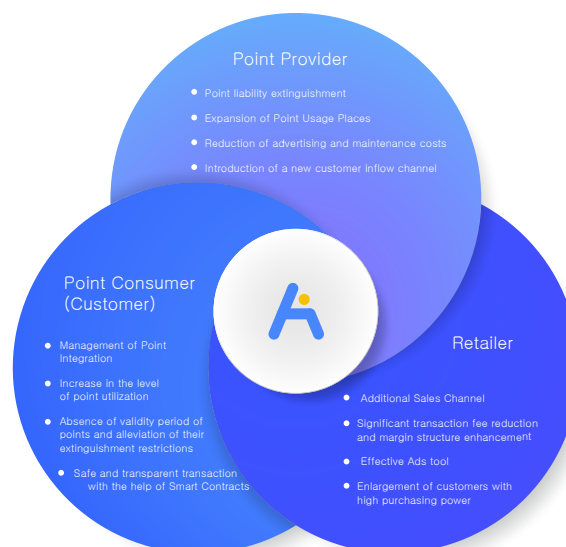 Point Provider
Point liability extinguishment
Expansion of Point Usage Places
Reduction of advertising and maintenance costs
Introduction of a new customer inflow channel
Point Consumer
(Customer)
Management of Point
Integration
Increase in the level
of point utilization
Absence of validity period of
points and alleviation of their
extinguishment restrictions
Safe and transparent transaction
with the help of Smart Contracts
Retailer
Additional Sales Channel
Significant transaction fee reduction
and margin structure enhancement
Effective Ads tool
Enlargement of customers with
high purchasing power